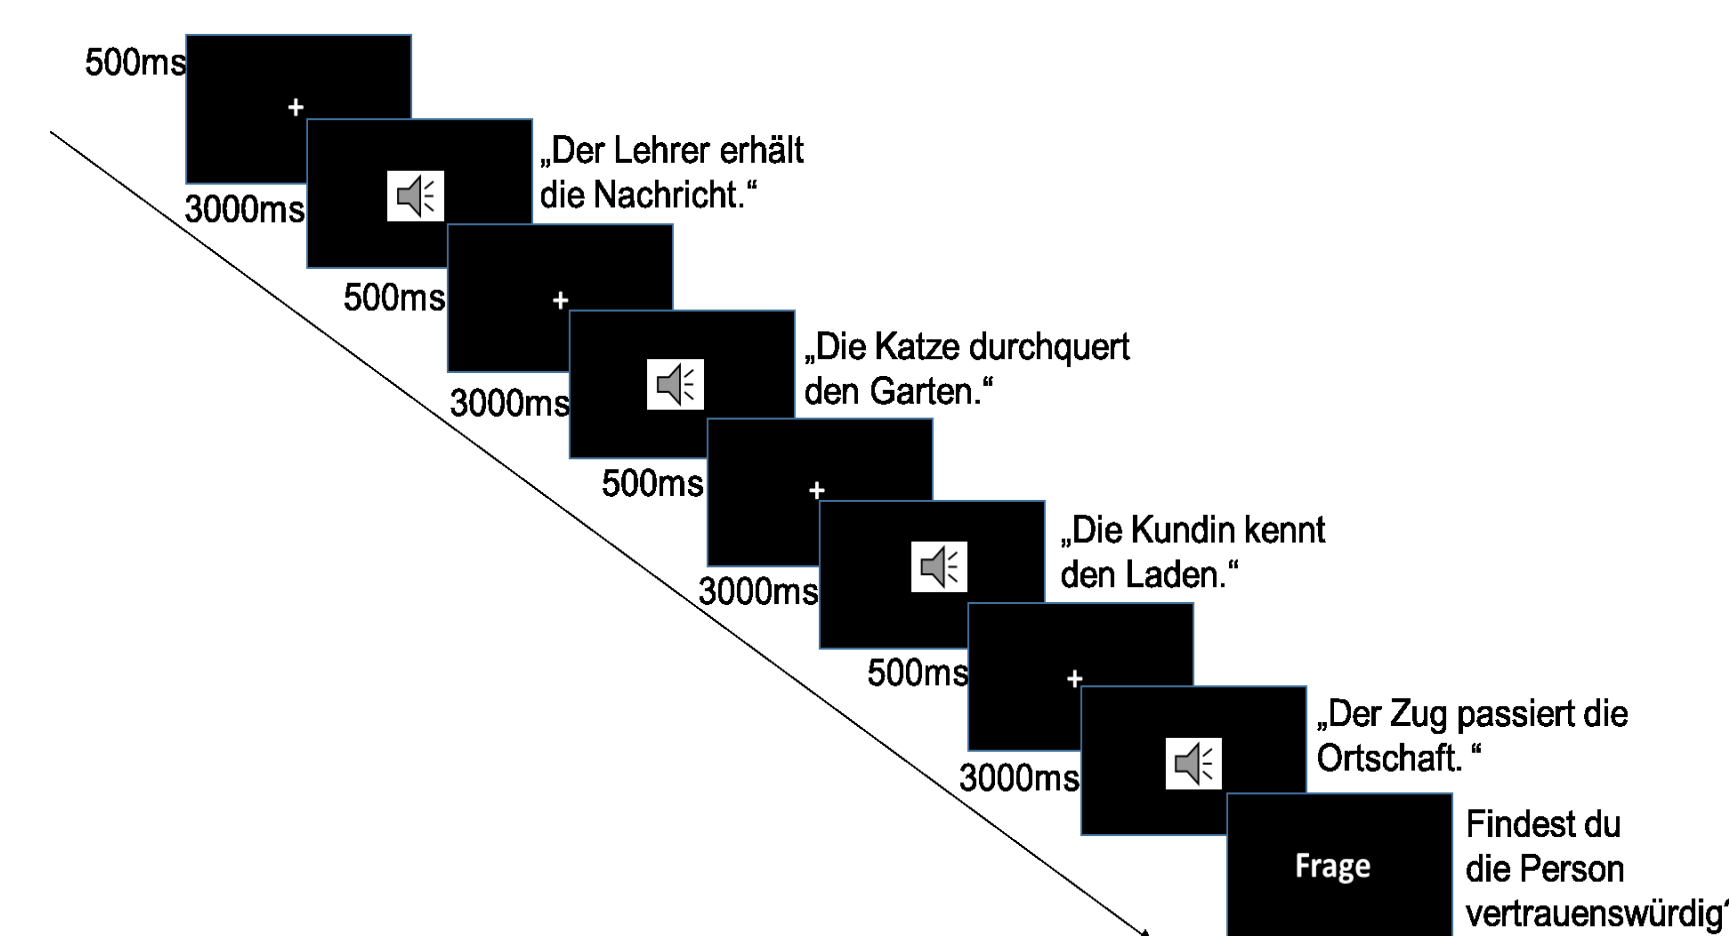 500ms
+
„Der Lehrer erhält
die Nachricht.“
3000ms
500ms
+
„Die Katze durchquert
den Garten.“
3000ms
500ms
+
„Die Kundin kennt
den Laden.“
3000ms
500ms
+
„Der Zug passiert die
Ortschaft. “
3000ms
Frage
Findest du
die Person
vertrauenswürdig?